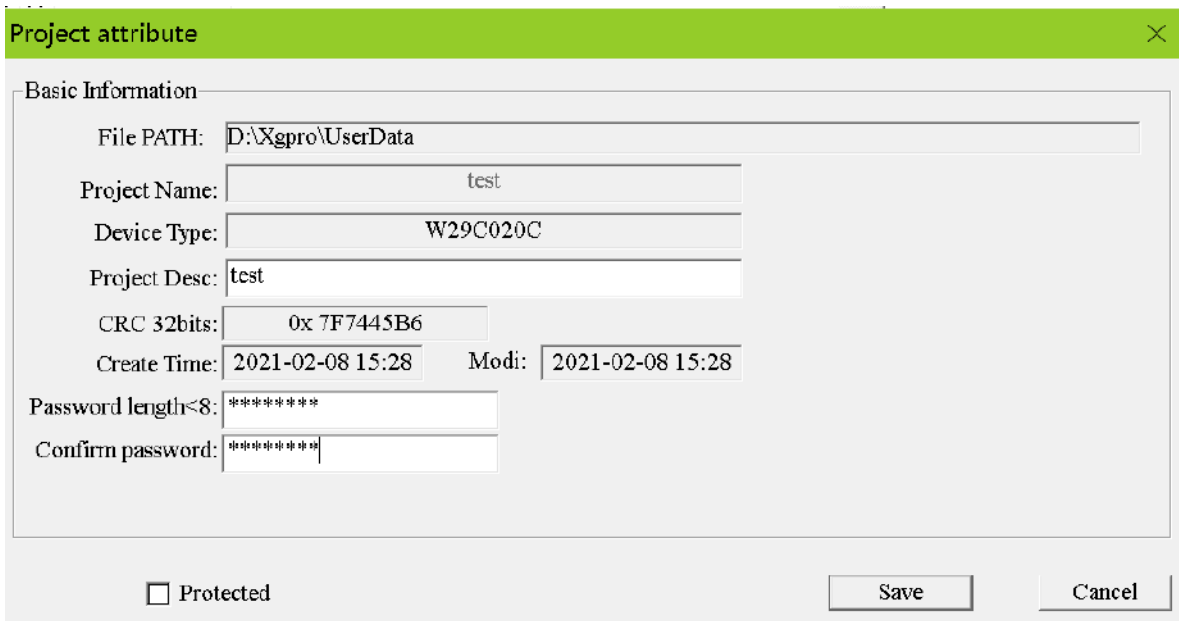 Project attribute
Basic Information
File PATH: D:\Xgpro\UserData
Project Name: test
Device Type: W29C020C
Project Desc: test
CRC 32bits: 0x 7F7445B6
Create Time: 2021-02-08 15:28 Modi: 2021-02-08 15:28
Password length<8: ********
Confirm password: ********
Protected Save Cancel